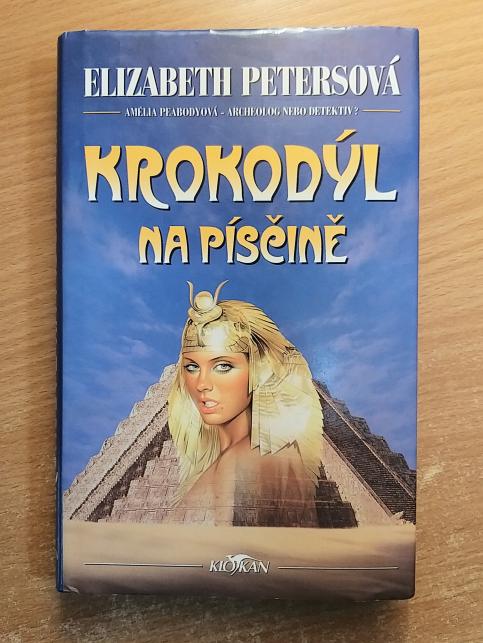 ELIZABETH PETERSOVÁ
AMÉLIA PEABODYOVÁ - ARCHEOLOG NEBO DETEKTIV?
KROKODÝL
NA PÍSČINĚ
KLOKAN